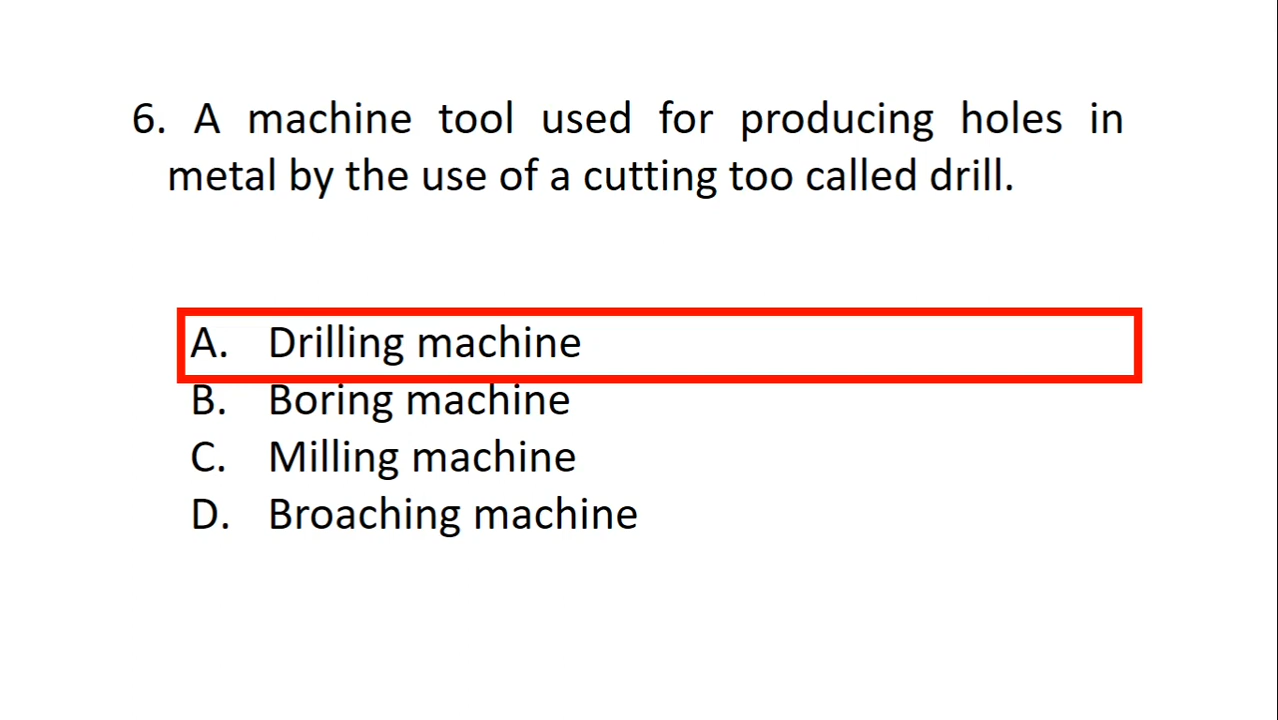 6. A machine tool used for producing holes in
metal by the use of a cutting too called drill.
A. Drilling machine
B. Boring machine
C. Milling machine
D. Broaching machine